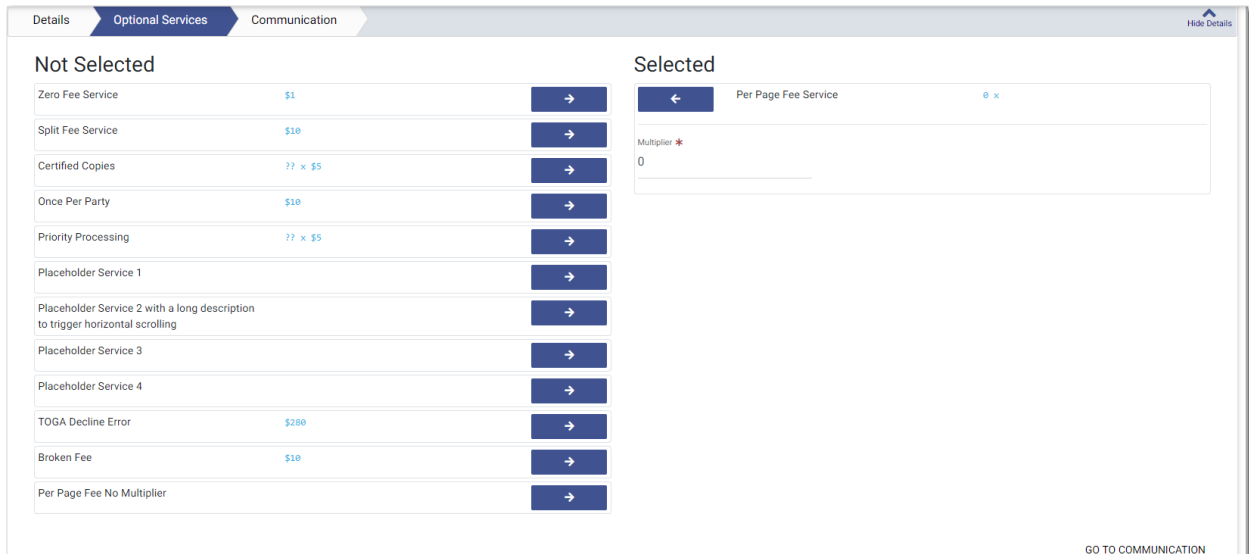 Details
Optional Services
Communication
Hide Details
Not Selected
Zero Fee Service $1
Split Fee Service $10
Certified Copies ?? x $5
Once Per Party $10
Priority Processing ?? x $5
Placeholder Service 1
Placeholder Service 2 with a long description
to trigger horizontal scrolling
Placeholder Service 3
Placeholder Service 4
TOGA Decline Error $280
Broken Fee $10
Per Page Fee No Multiplier
Selected
Per Page Fee Service 0 x
Multiplier *
0
GO TO COMMUNICATION